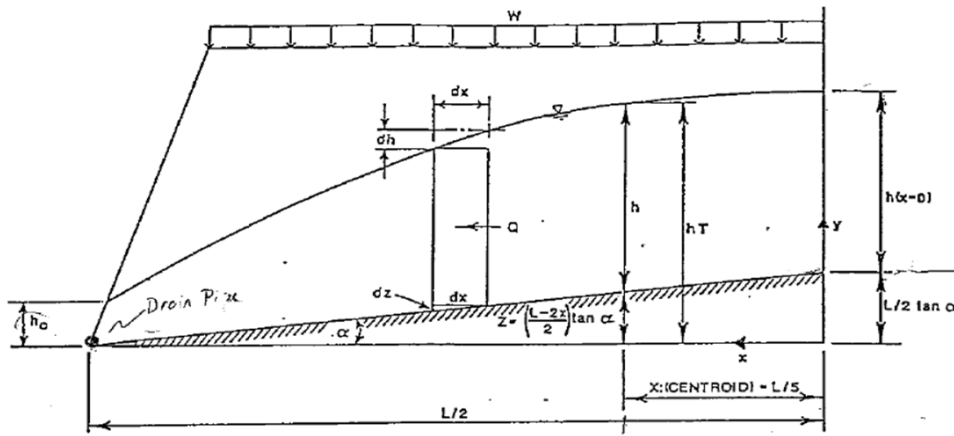 W
dx
dh
Q
h
hT
h(x=0)
y
Drain Pipe
h₀
dz
dx
α
Z = (L-2x/2) tan α
L/2 tan α
x
X:(CENTROID) = L/5
L/2